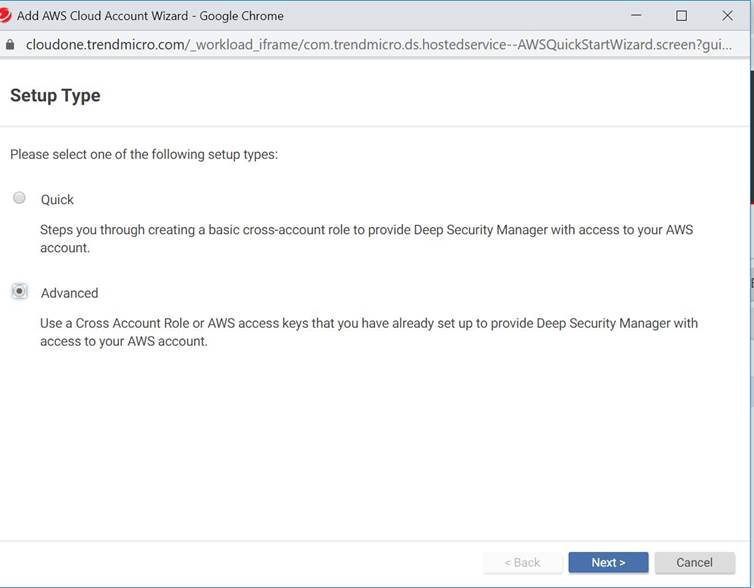 Add AWS Cloud Account Wizard - Google Chrome
cloudone.trendmicro.com/_workload_iframe/com.trendmicro.ds.hostedservice--AWSQuickStartWizard.screen?gui...
Setup Type
Please select one of the following setup types:
Quick
Steps you through creating a basic cross-account role to provide Deep Security Manager with access to your AWS
account.
Advanced
Use a Cross Account Role or AWS access keys that you have already set up to provide Deep Security Manager with
access to your AWS account.
< Back
Next >
Cancel